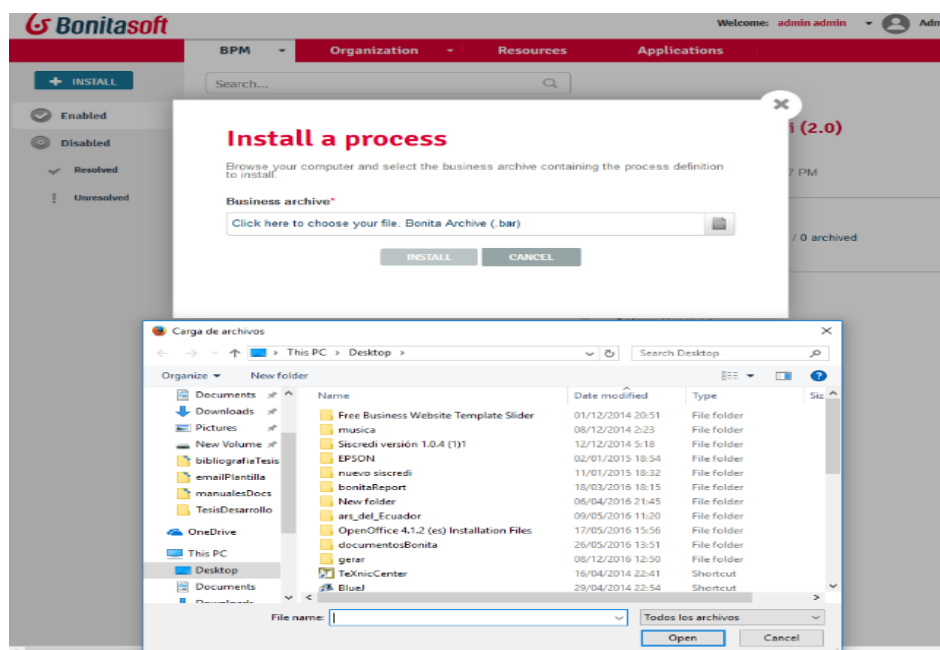 Bonitasoft
Welcome: admin admin
BPM Organization Resources Applications
INSTALL
Search...
Enabled
Disabled
Resolved
Unresolved
i (2.0)
7 PM
/ 0 archived
Install a process
Browse your computer and select the business archive containing the process definition
to install.
Business archive*
Click here to choose your file. Bonita Archive (.bar)
INSTALL CANCEL
Carga de archivos
This PC > Desktop >
Search Desktop
Organize New folder
Name Date modified Type Siz
Documents
Downloads
Pictures
New Volume
bibliografiaTesis
emailPlantilla
manualesDocs
TesisDesarrollo
OneDrive
This PC
Desktop
Documents
Downloads
Free Business Website Template Slider 01/12/2014 20:51 File folder
musica 08/12/2014 2:23 File folder
Siscredi versión 1.0.4 (1)1 12/12/2014 5:18 File folder
EPSON 02/01/2015 18:54 File folder
nuevo siscredi 11/01/2015 18:32 File folder
bonitaReport 18/03/2016 18:15 File folder
New folder 06/04/2016 21:45 File folder
ars_del_Ecuador 09/05/2016 11:20 File folder
OpenOffice 4.1.2 (es) Installation Files 17/05/2016 15:56 File folder
documentosBonita 26/05/2016 13:51 File folder
gerar 08/12/2016 12:50 File folder
TeXnicCenter 16/04/2014 22:41 Shortcut
BlueJ 29/04/2014 22:54 Shortcut
File name:
Todos los archivos
Open Cancel